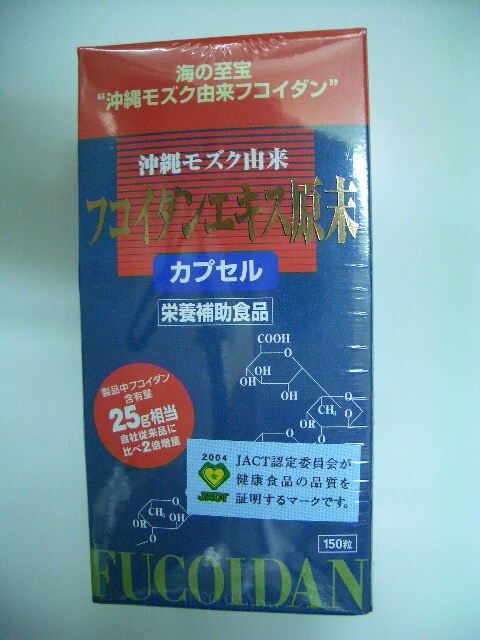 海の至宝
“沖縄モズク由来フコイダン”
沖縄モズク由来
フコイダンエキス原末
カプセル
栄養補助食品
COOH
O
OH
OH
OH
O
CH₃
OR
製品中フコイダン
含有量
25g相当
自社従来品に
比べ2倍増量
2004
JACT
JACT認定委員会が
健康食品の品質を
証明するマークです。
O
CH₃
OH
OR
O
150粒
FUCOIDAN